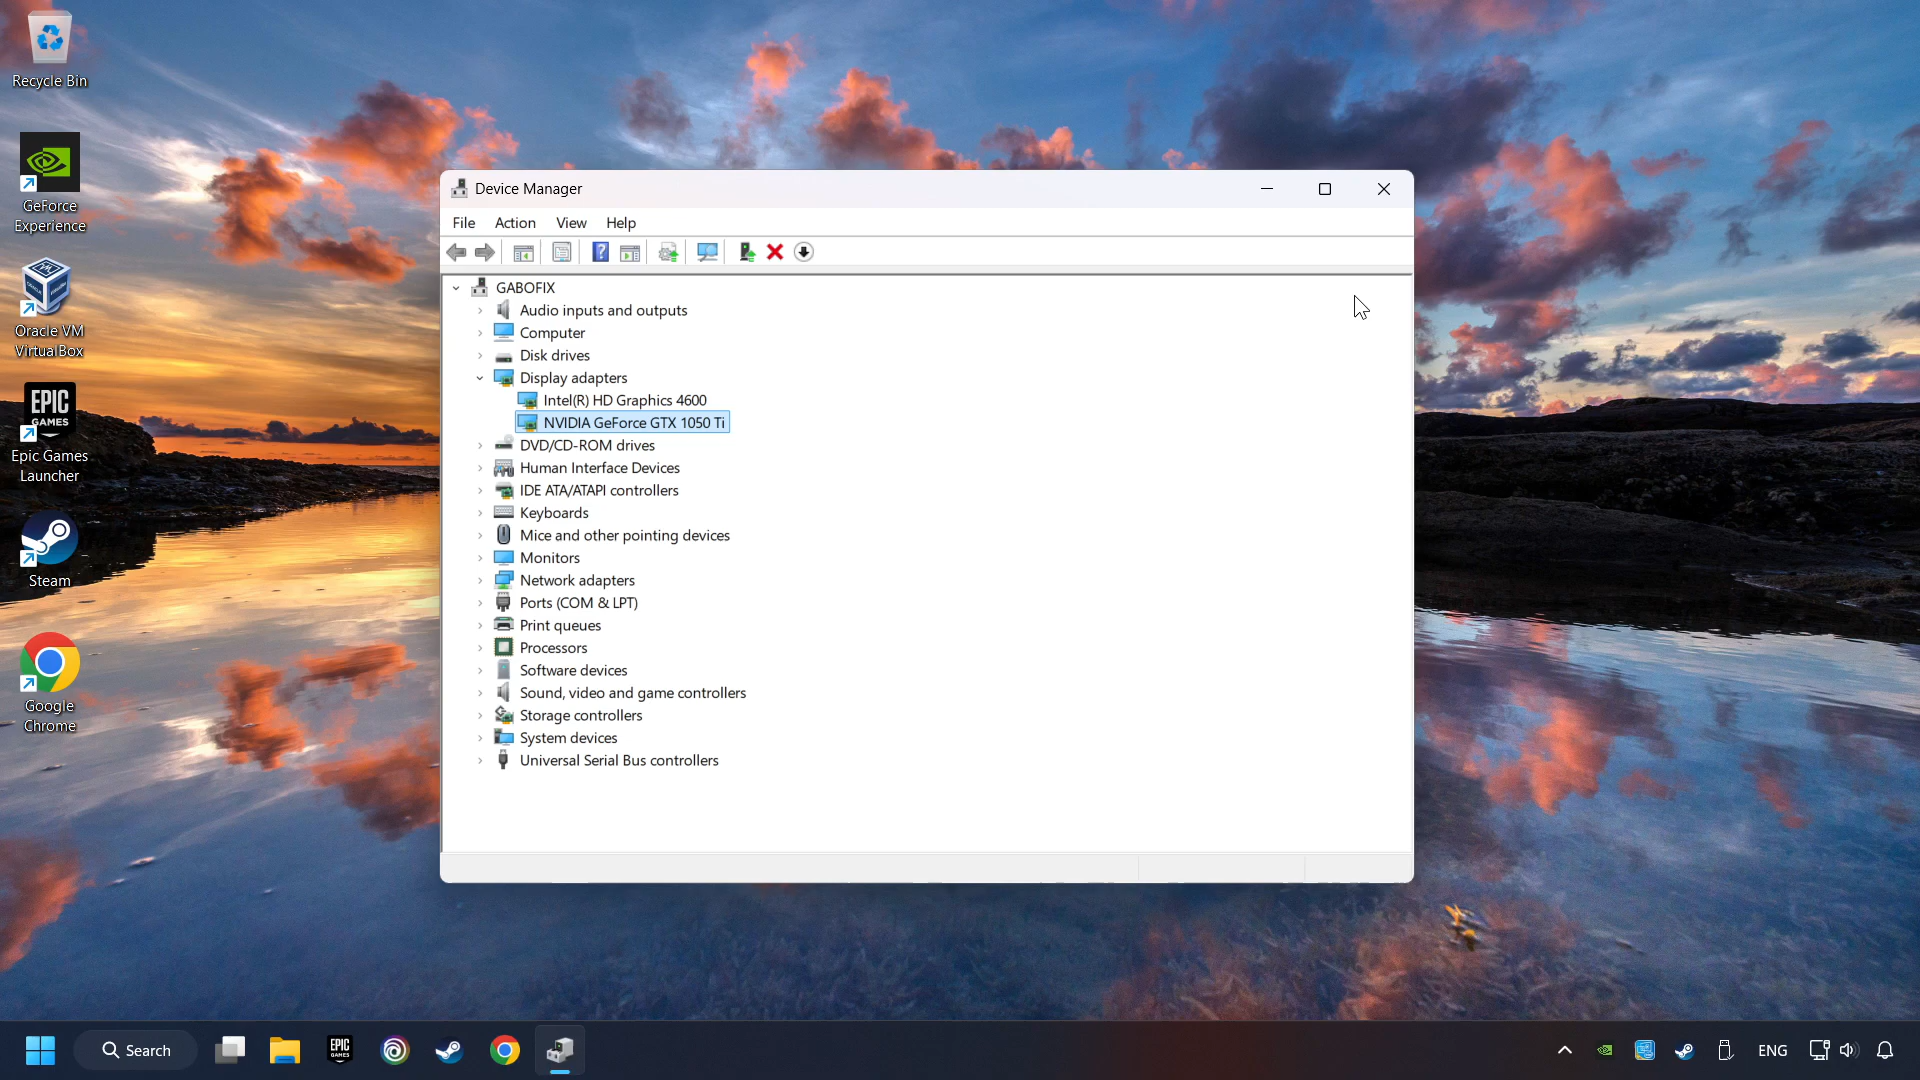 Recycle Bin
GeForce
Experience
Oracle VM
VirtualBox
EPIC
GAMES
Epic Games
Launcher
Steam
Google
Chrome
Device Manager
File Action View Help
GABOFIX
Audio inputs and outputs
Computer
Disk drives
Display adapters
Intel(R) HD Graphics 4600
NVIDIA GeForce GTX 1050 Ti
DVD/CD-ROM drives
Human Interface Devices
IDE ATA/ATAPI controllers
Keyboards
Mice and other pointing devices
Monitors
Network adapters
Ports (COM & LPT)
Print queues
Processors
Software devices
Sound, video and game controllers
Storage controllers
System devices
Universal Serial Bus controllers
Search
EPIC
GAMES
ENG